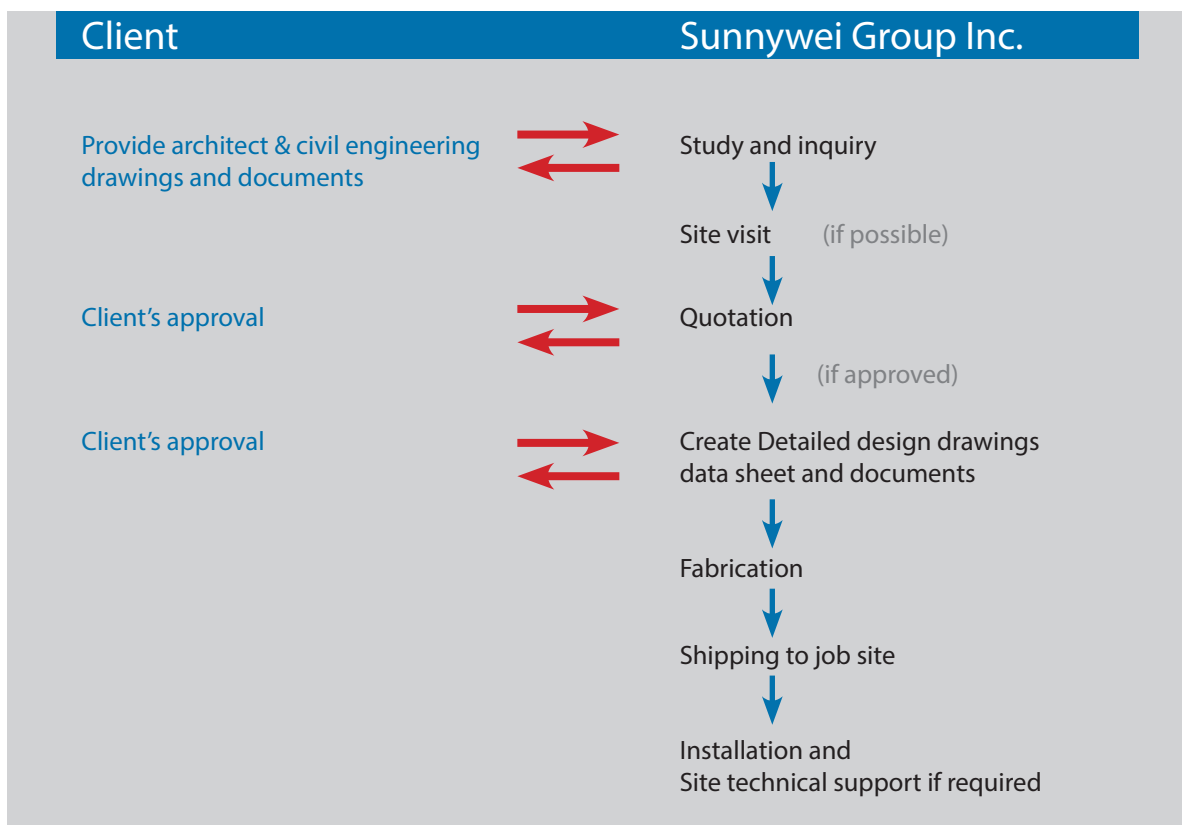 Client
Sunnywei Group Inc.
Provide architect & civil engineering
drawings and documents
Study and inquiry
Site visit (if possible)
Client’s approval
Quotation
(if approved)
Client’s approval
Create Detailed design drawings
data sheet and documents
Fabrication
Shipping to job site
Installation and
Site technical support if required